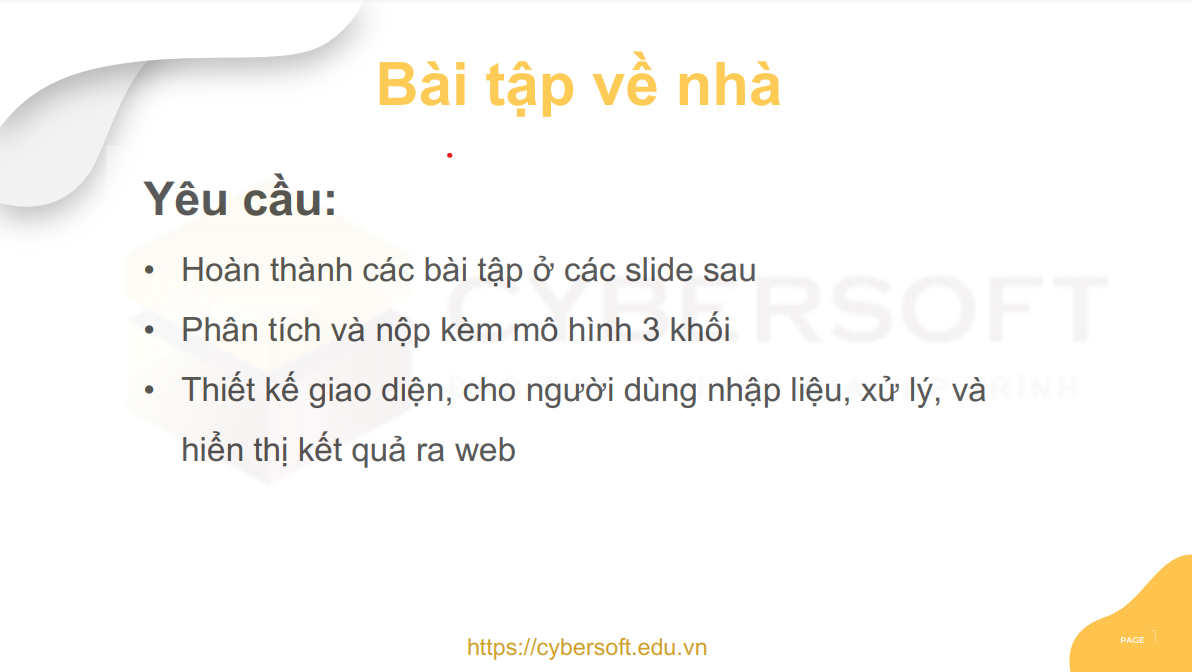 Bài tập về nhà
Yêu cầu:
• Hoàn thành các bài tập ở các slide sau
• Phân tích và nộp kèm mô hình 3 khối
• Thiết kế giao diện, cho người dùng nhập liệu, xử lý, và
hiển thị kết quả ra web
CYBERSOFT
https://cybersoft.edu.vn
PAGE 1